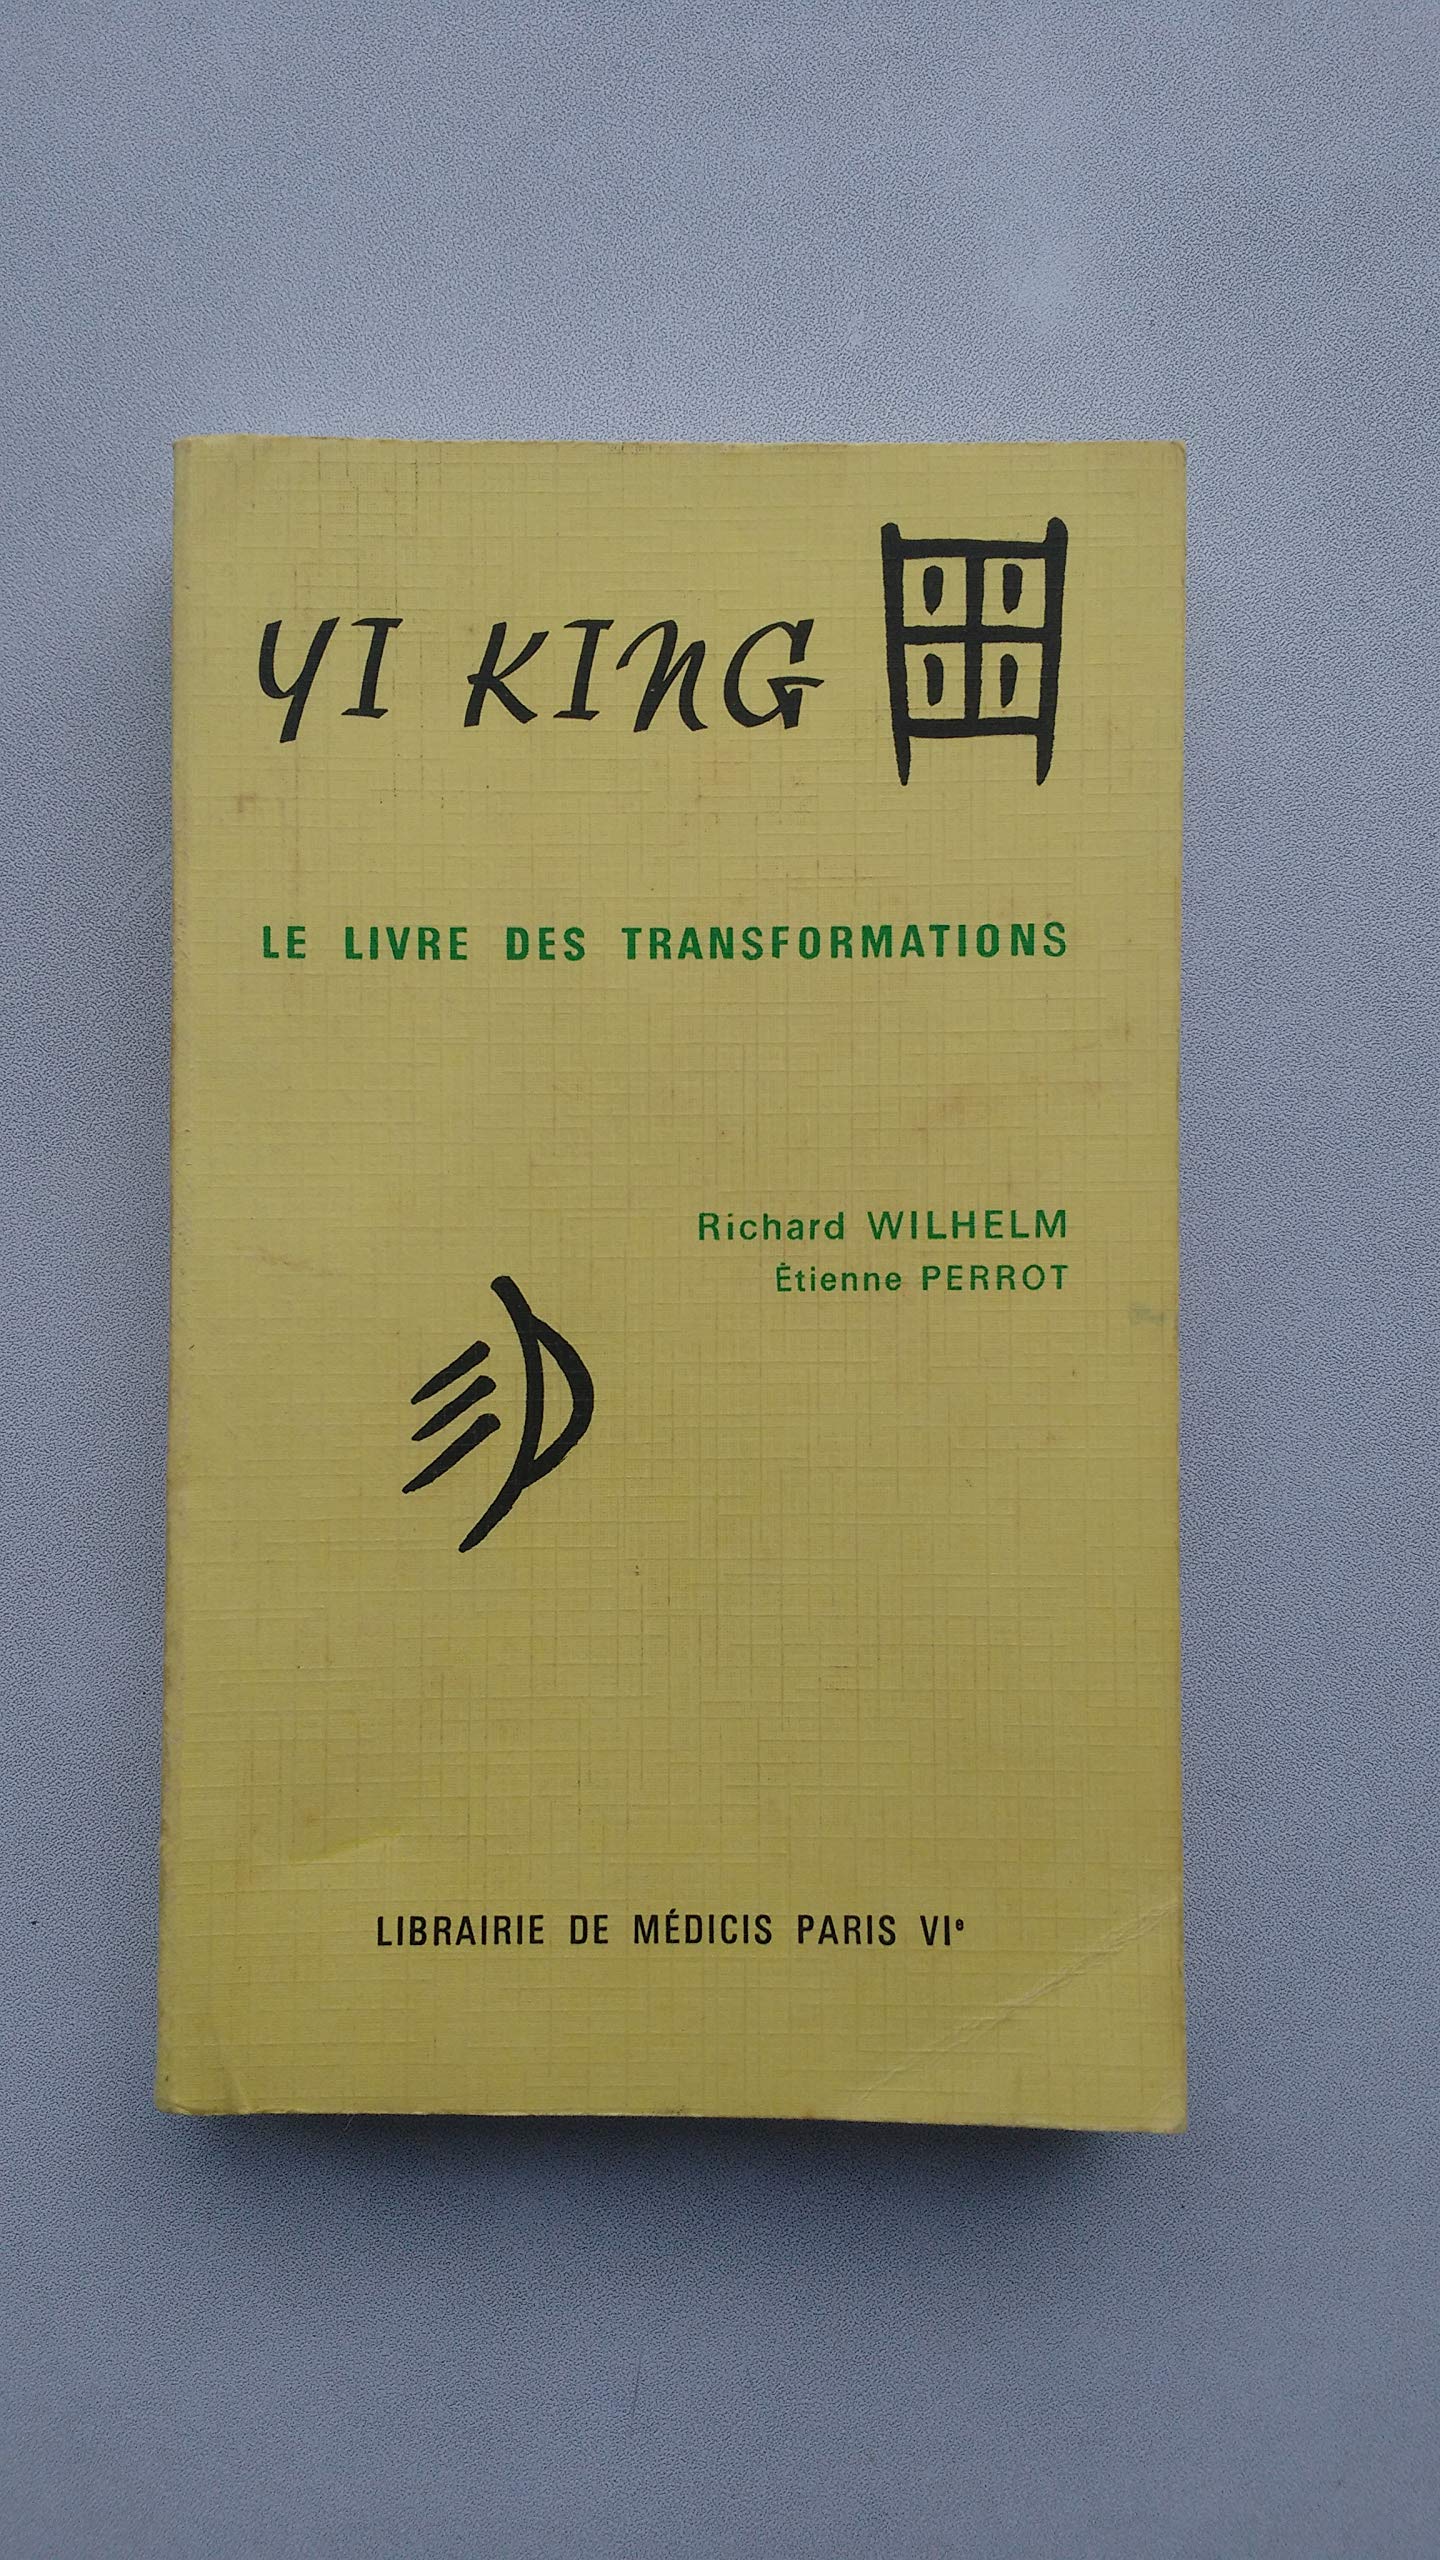 YI KING
LE LIVRE DES TRANSFORMATIONS
Richard WILHELM
Étienne PERROT
LIBRAIRIE DE MÉDICIS PARIS VIe